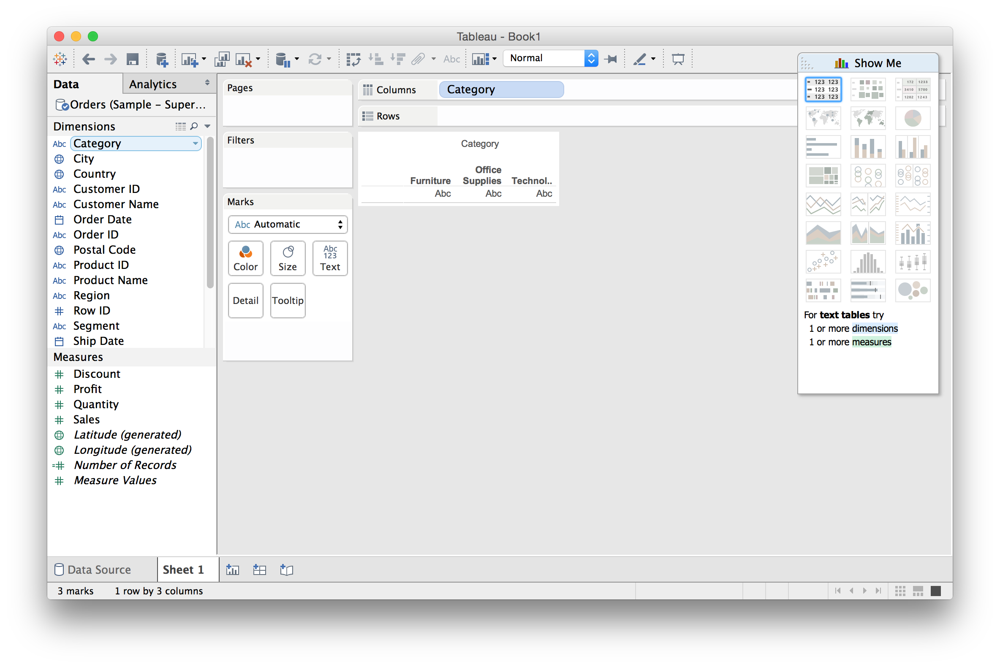 Tableau - Book1
Abc
Normal
Show Me
Data
Analytics
Orders (Sample – Super...
Dimensions
Abc Category
City
Country
Abc Customer ID
Abc Customer Name
Order Date
Abc Order ID
Postal Code
Abc Product ID
Abc Product Name
Abc Region
# Row ID
Abc Segment
Ship Date
Measures
# Discount
# Profit
# Quantity
# Sales
Latitude (generated)
Longitude (generated)
=# Number of Records
# Measure Values
Pages
Filters
Marks
Abc Automatic
Color
Size
Abc
123
Text
Detail
Tooltip
Columns
Category
Rows
Category
Furniture
Office
Supplies
Technol..
Abc
Abc
Abc
123 123
123 123
123 123
172 1233
3410 5700
1202 1243
For text tables try
1 or more dimensions
1 or more measures
Data Source
Sheet 1
3 marks
1 row by 3 columns